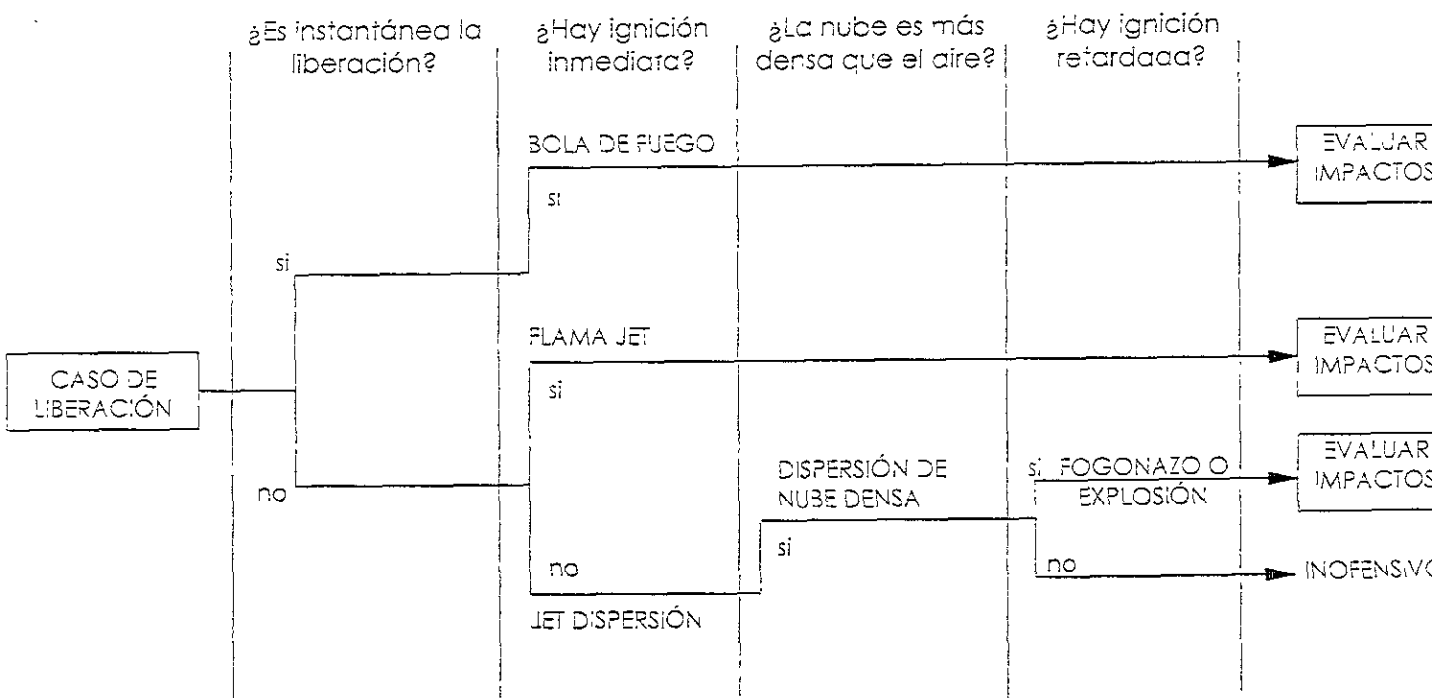 ¿Es instantánea la
liberación?
¿Hay ignición
inmediata?
¿La nube es más
densa que el aire?
¿Hay ignición
retardada?
BOLA DE FUEGO
si
EVALUAR
IMPACTOS
si
FLAMA JET
si
EVALUAR
IMPACTOS
CASO DE
LIBERACIÓN
no
DISPERSIÓN DE
NUBE DENSA
si
si FOGONAZO O
EXPLOSIÓN
EVALUAR
IMPACTOS
no
JET DISPERSIÓN
no
INOFENSIVO